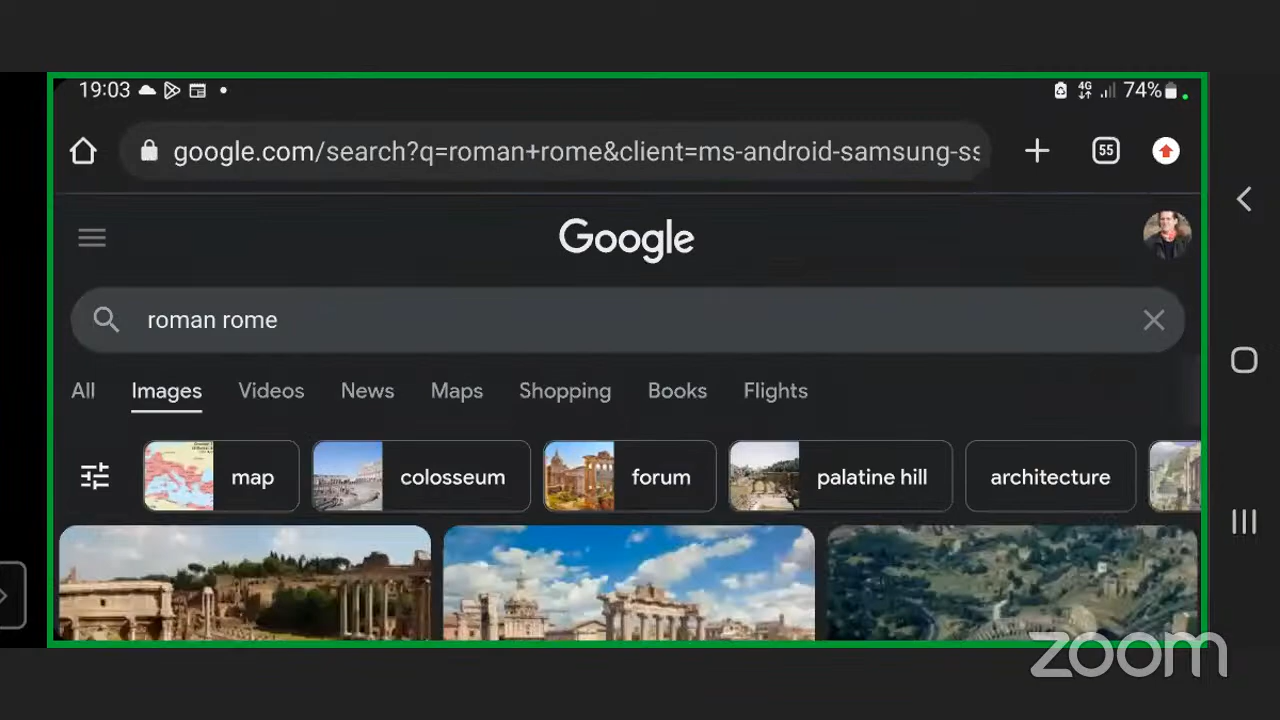 19:03
4G 74%
google.com/search?q=roman+rome&client=ms-android-samsung-ss
55
Google
roman rome
All Images Videos News Maps Shopping Books Flights
map colosseum forum palatine hill architecture
zoom